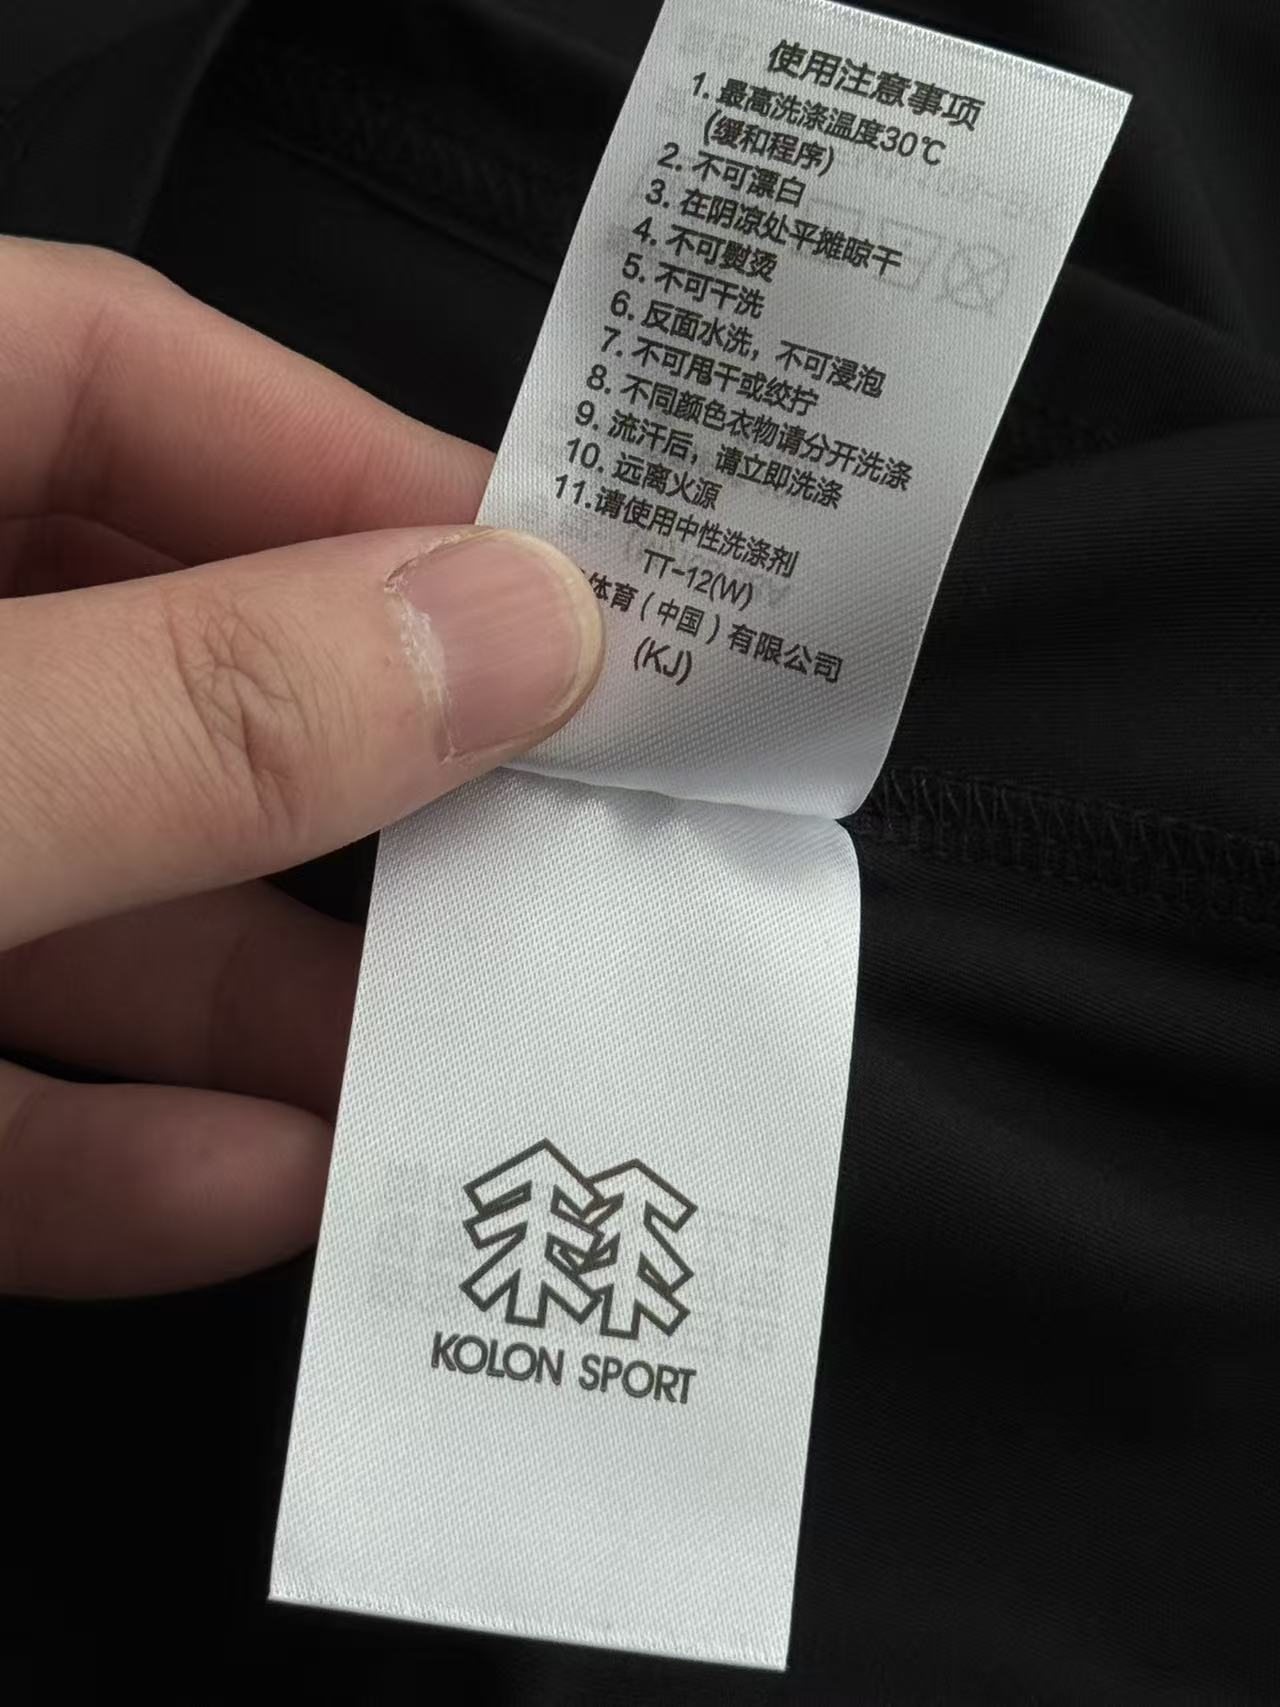 使用注意事项
1. 最高洗涤温度30℃
(缓和程序)
2. 不可漂白
3. 在阴凉处平摊晾干
4. 不可熨烫
5. 不可干洗
6. 反面水洗，不可浸泡
7. 不可甩干或绞拧
8. 不同颜色衣物请分开洗涤
9. 流汗后，请立即洗涤
10. 远离火源
11.请使用中性洗涤剂
TT-12(W)
体育（中国）有限公司
(KJ)
KOLON SPORT